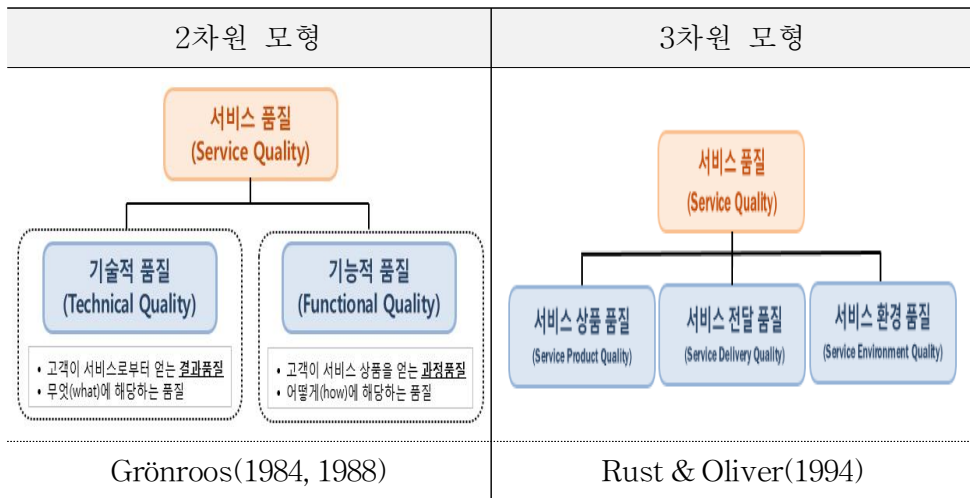 2차원 모형
3차원 모형
서비스 품질
(Service Quality)
기술적 품질
(Technical Quality)
기능적 품질
(Functional Quality)
• 고객이 서비스로부터 얻는 결과품질
• 무엇(what)에 해당하는 품질
• 고객이 서비스 상품을 얻는 과정품질
• 어떻게(how)에 해당하는 품질
서비스 품질
(Service Quality)
서비스 상품 품질
(Service Product Quality)
서비스 전달 품질
(Service Delivery Quality)
서비스 환경 품질
(Service Environment Quality)
Grönroos(1984, 1988)
Rust & Oliver(1994)